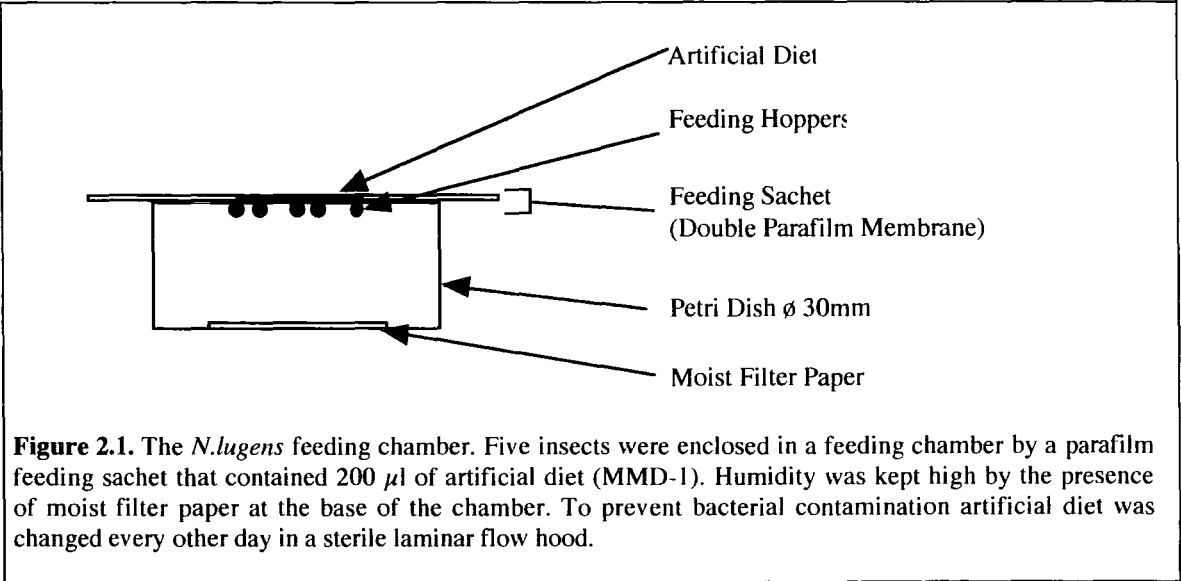 Artificial Diet
Feeding Hoppers
Feeding Sachet
(Double Parafilm Membrane)
Petri Dish ø 30mm
Moist Filter Paper
Figure 2.1. The N.lugens feeding chamber. Five insects were enclosed in a feeding chamber by a parafilm
feeding sachet that contained 200 µl of artificial diet (MMD-1). Humidity was kept high by the presence
of moist filter paper at the base of the chamber. To prevent bacterial contamination artificial diet was
changed every other day in a sterile laminar flow hood.